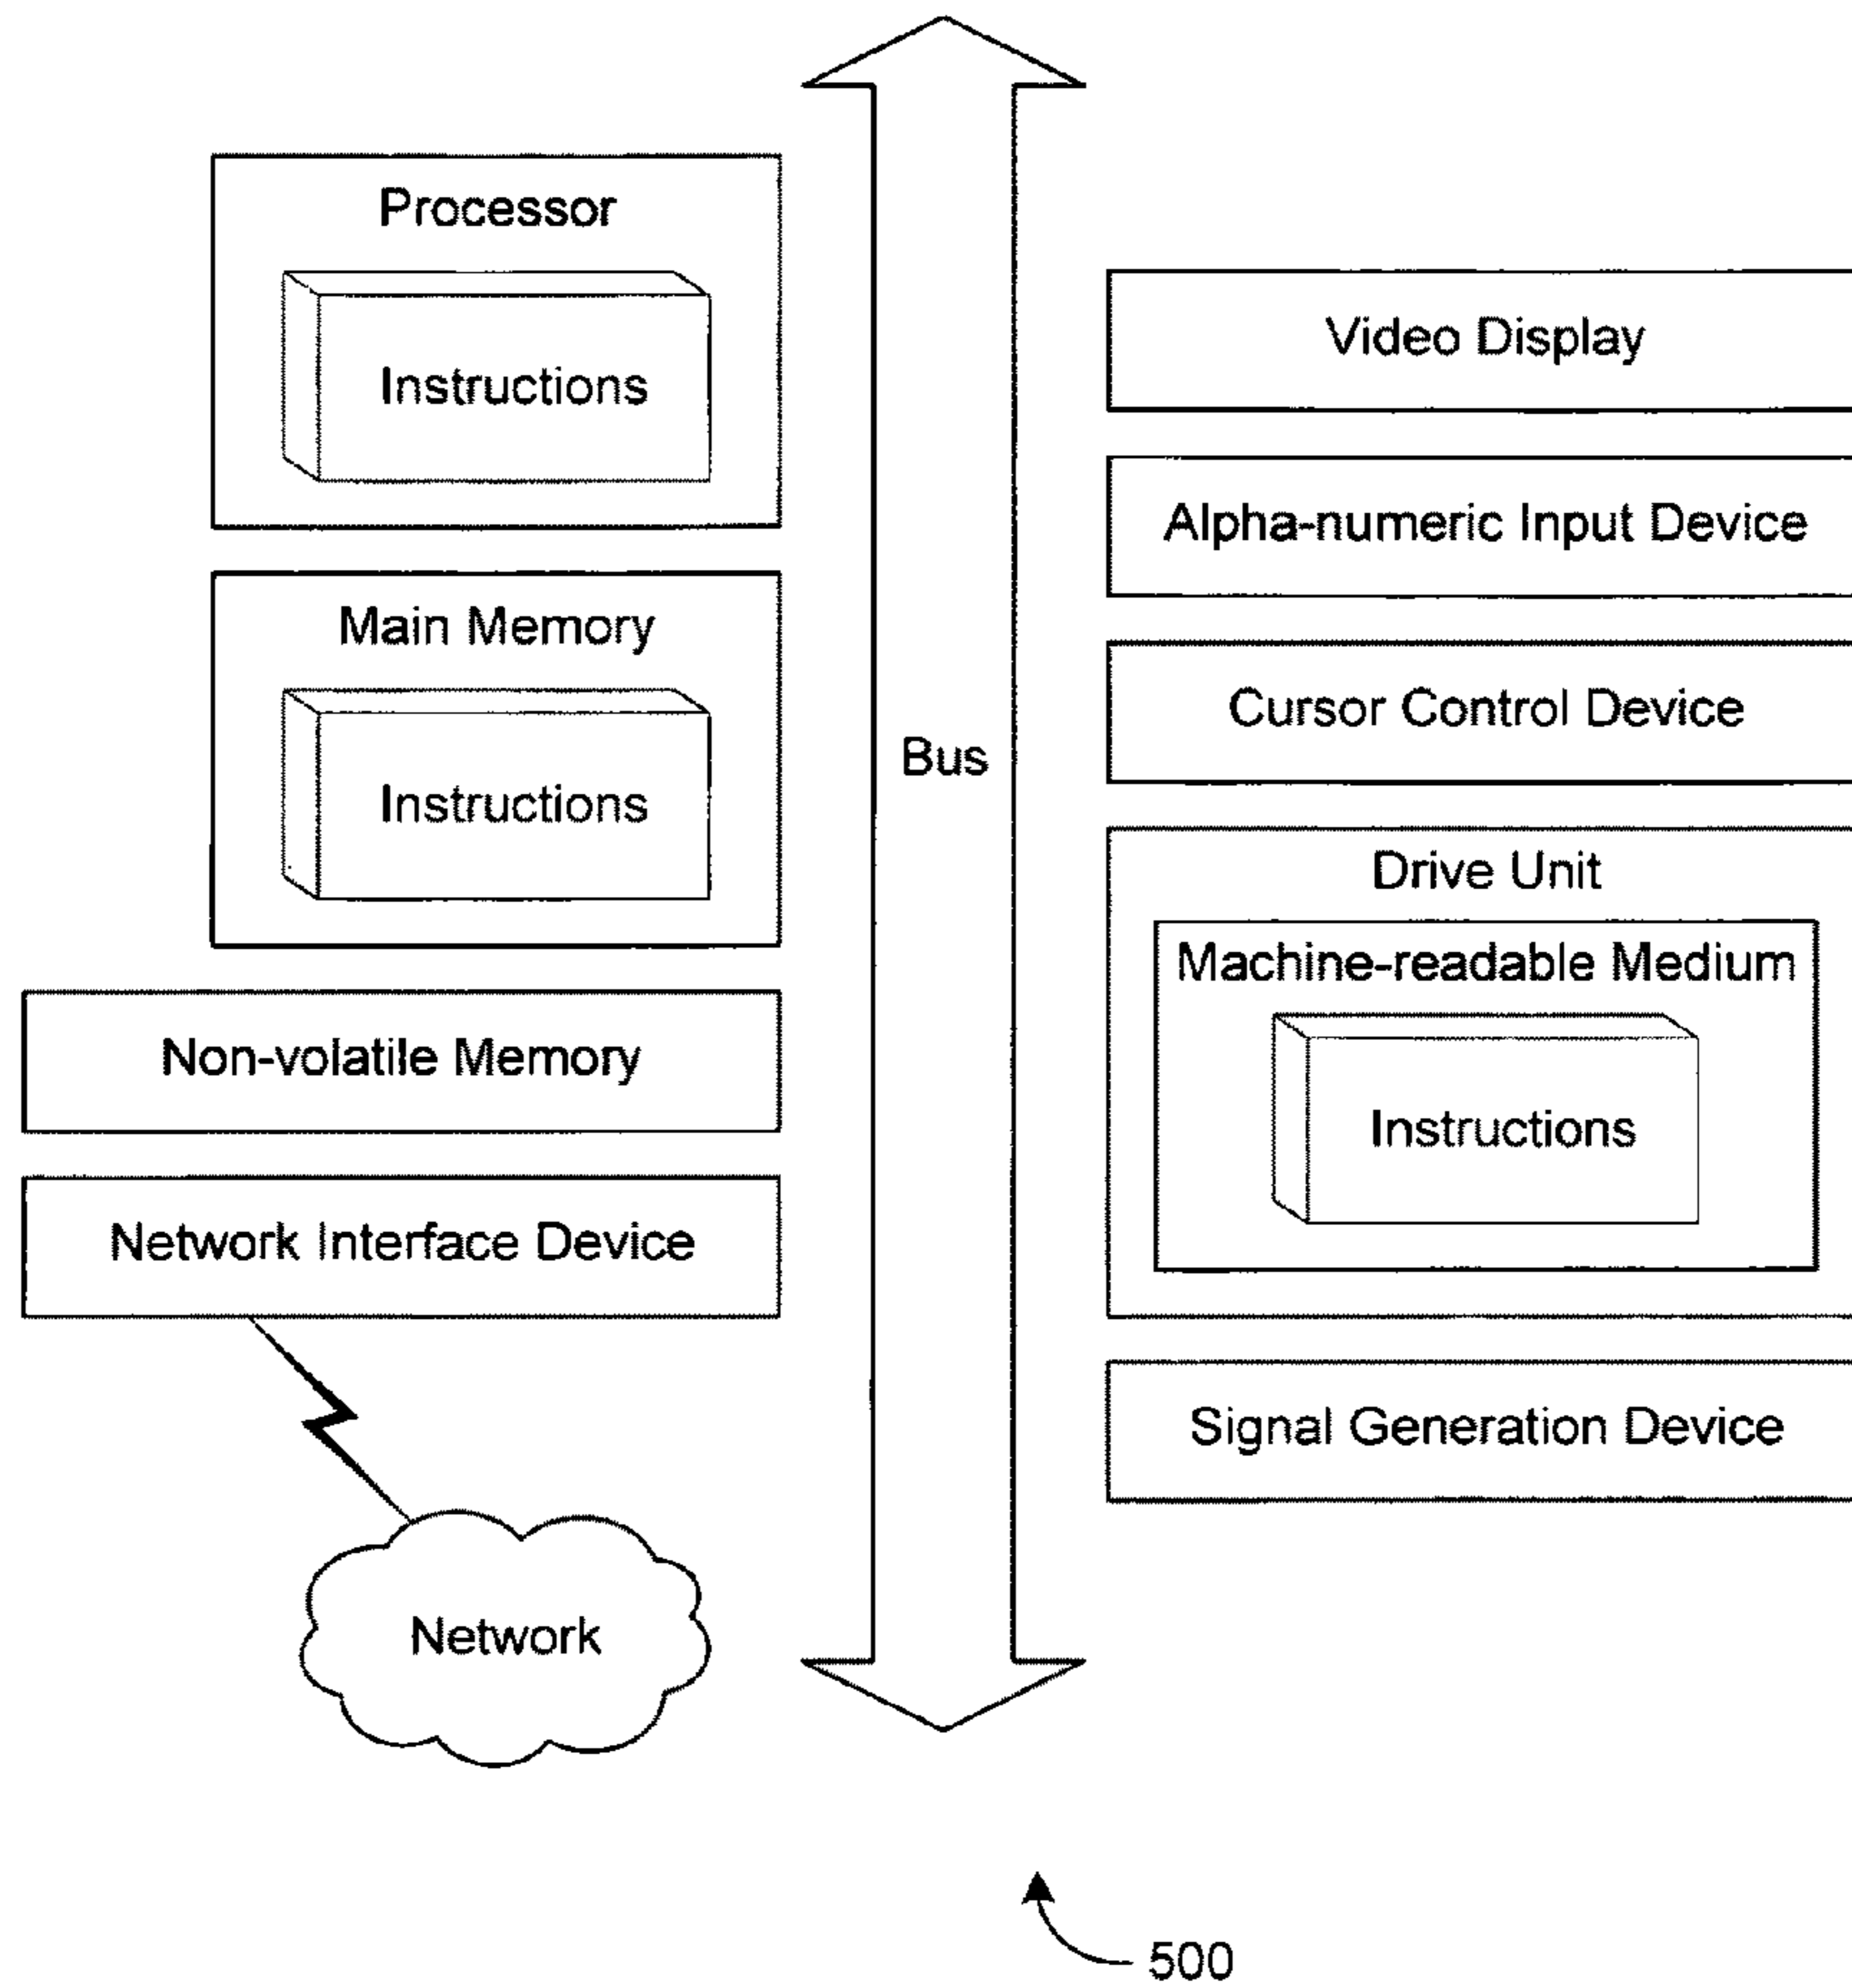 Processor
Instructions
Main Memory
Instructions
Non-volatile Memory
Network Interface Device
Network
Bus
Video Display
Alpha-numeric Input Device
Cursor Control Device
Drive Unit
Machine-readable Medium
Instructions
Signal Generation Device
500